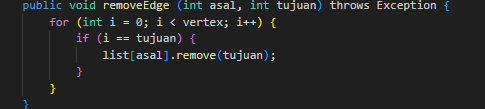 public void removeEdge (int asal, int tujuan) throws Exception {
for (int i = 0; i < vertex; i++) {
if (i == tujuan) {
list[asal].remove(tujuan);
}
}
}